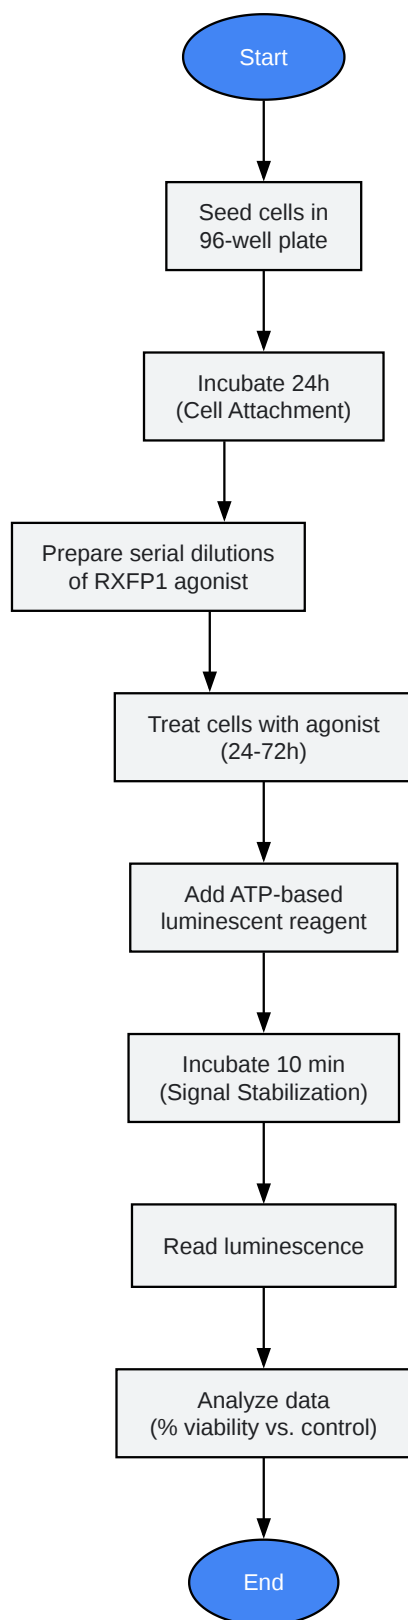 Start
Seed cells in
96-well plate
Incubate 24h
(Cell Attachment)
Prepare serial dilutions
of RXFP1 agonist
Treat cells with agonist
(24-72h)
Add ATP-based
luminescent reagent
Incubate 10 min
(Signal Stabilization)
Read luminescence
Analyze data
(% viability vs. control)
End